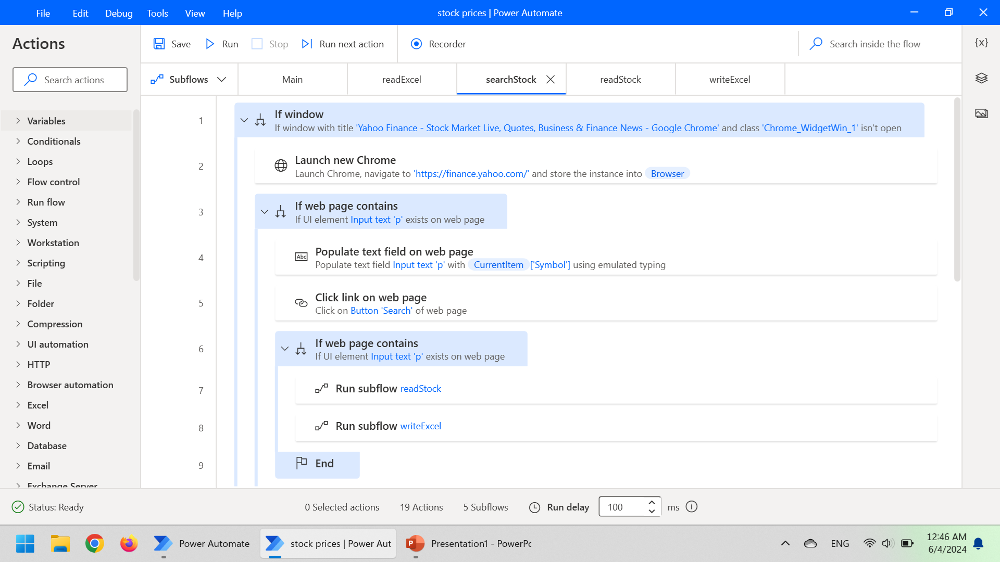 File Edit Debug Tools View Help
stock prices | Power Automate
Actions
Search actions
Save Run Stop Run next action Recorder
Search inside the flow
{x}
Subflows Main readExcel searchStock readStock writeExcel
Variables
Conditionals
Loops
Flow control
Run flow
System
Workstation
Scripting
File
Folder
Compression
UI automation
HTTP
Browser automation
Excel
Word
Database
Email
Exchange Server
1
If window
If window with title 'Yahoo Finance - Stock Market Live, Quotes, Business & Finance News - Google Chrome' and class 'Chrome_WidgetWin_1' isn't open
2
Launch new Chrome
Launch Chrome, navigate to 'https://finance.yahoo.com/' and store the instance into Browser
3
If web page contains
If UI element Input text 'p' exists on web page
4
Abc
Populate text field on web page
Populate text field Input text 'p' with CurrentItem ['Symbol'] using emulated typing
5
Click link on web page
Click on Button 'Search' of web page
6
If web page contains
If UI element Input text 'p' exists on web page
7
Run subflow readStock
8
Run subflow writeExcel
9
End
Status: Ready
0 Selected actions 19 Actions 5 Subflows Run delay 100 ms
Power Automate
stock prices | Power Aut
Presentation1 - PowerPc
ENG
12:46 AM
6/4/2024